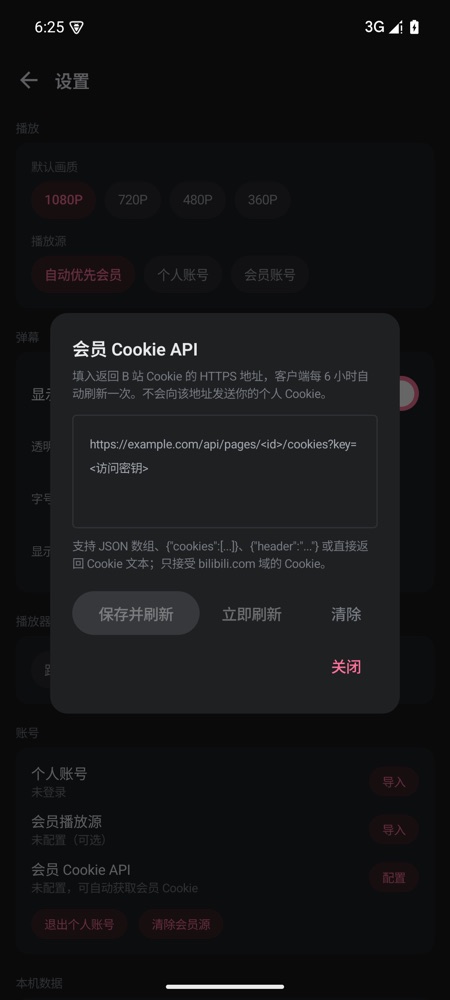 6:25
3G
设置
播放
默认画质
1080P
720P
480P
360P
播放源
自动优先会员
个人账号
会员账号
弹幕
显
透明
字号
显示
播放器
会员 Cookie API
填入返回 B 站 Cookie 的 HTTPS 地址，客户端每 6 小时自
动刷新一次。不会向该地址发送你的个人 Cookie。
https://example.com/api/pages/<id>/cookies?key=
<访问密钥>
支持 JSON 数组、{"cookies":[...]}、{"header":"..."} 或直接返
回 Cookie 文本；只接受 bilibili.com 域的 Cookie。
保存并刷新
立即刷新
清除
关闭
账号
个人账号
未登录
导入
会员播放源
未配置（可选）
导入
会员 Cookie API
未配置，可自动获取会员 Cookie
配置
退出个人账号
清除会员源
本机数据